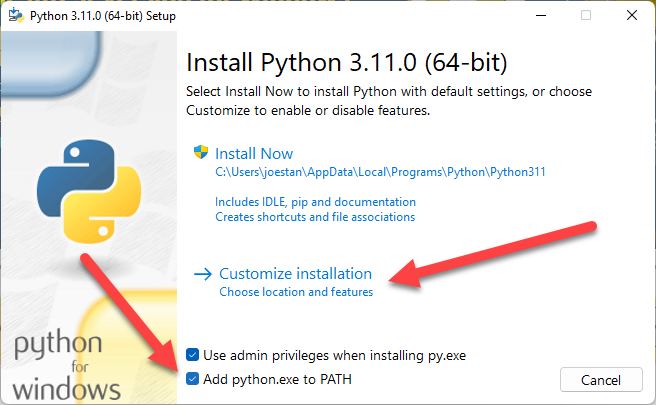 Python 3.11.0 (64-bit) Setup
Install Python 3.11.0 (64-bit)
Select Install Now to install Python with default settings, or choose
Customize to enable or disable features.
Install Now
C:\Users\joestan\AppData\Local\Programs\Python\Python311
Includes IDLE, pip and documentation
Creates shortcuts and file associations
Customize installation
Choose location and features
Use admin privileges when installing py.exe
Add python.exe to PATH
Cancel
python
for
windows